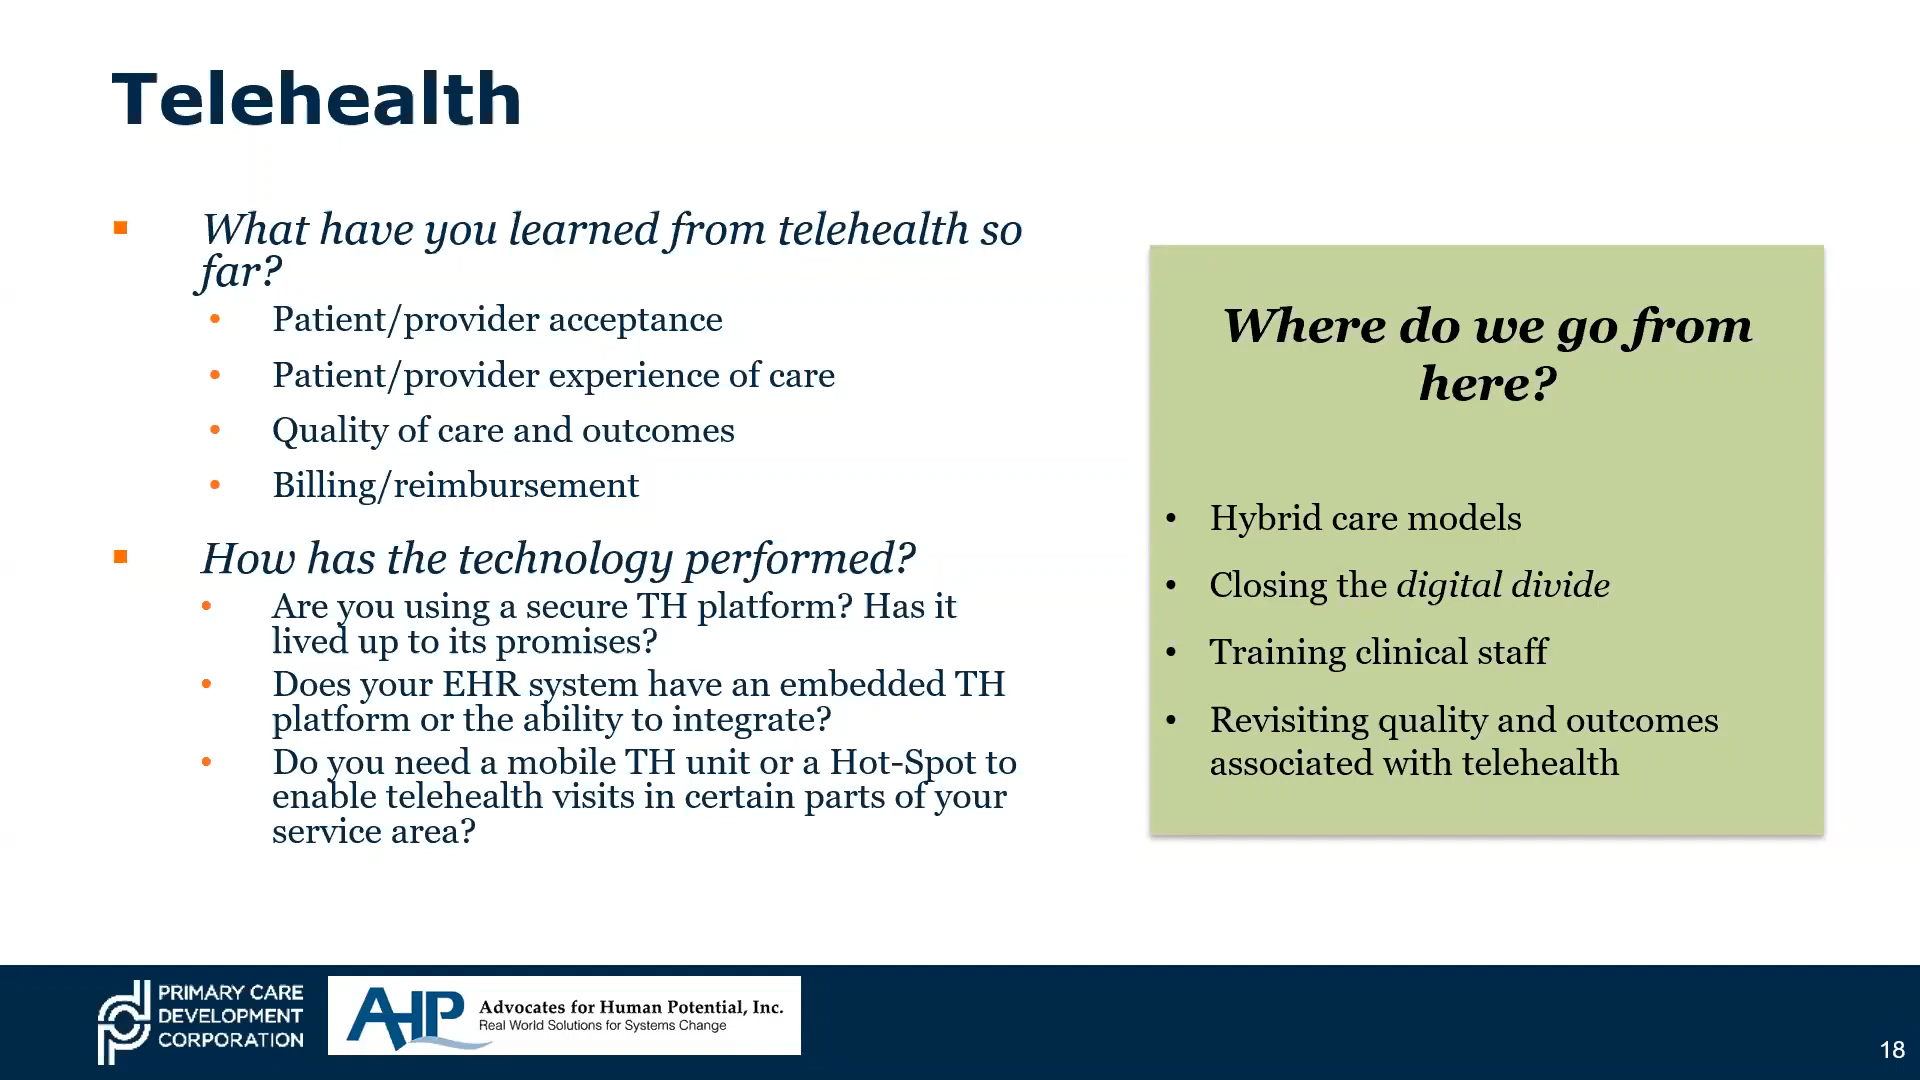 Telehealth
What have you learned from telehealth so
far?
Patient/provider acceptance
Patient/provider experience of care
Quality of care and outcomes
Billing/reimbursement
How has the technology performed?
Are you using a secure TH platform? Has it
lived up to its promises?
Does your EHR system have an embedded TH
platform or the ability to integrate?
Do you need a mobile TH unit or a Hot-Spot to
enable telehealth visits in certain parts of your
service area?
Where do we go from
here?
Hybrid care models
Closing the digital divide
Training clinical staff
Revisiting quality and outcomes
associated with telehealth
PRIMARY CARE
DEVELOPMENT
CORPORATION
AHP
Advocates for Human Potential, Inc.
Real World Solutions for Systems Change
18